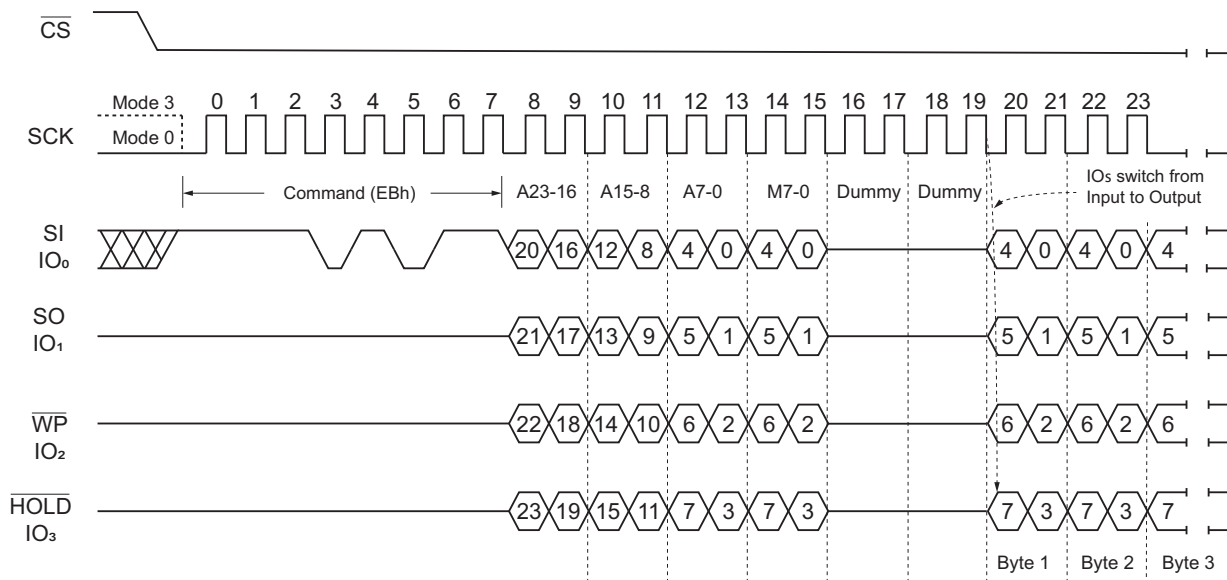 CS
Mode 3
0 1 2 3 4 5 6 7 8 9 10 11 12 13 14 15 16 17 18 19 20 21 22 23
SCK
Mode 0
Command (EBh) A23-16 A15-8 A7-0 M7-0 Dummy Dummy
IOs switch from
Input to Output
SI
IO₀
20 16 12 8 4 0 4 0 4 0 4 0 4
SO
IO₁
21 17 13 9 5 1 5 1 5 1 5 1 5
WP
IO₂
22 18 14 10 6 2 6 2 6 2 6 2 6
HOLD
IO₃
23 19 15 11 7 3 7 3 7 3 7 3 7
Byte 1 Byte 2 Byte 3